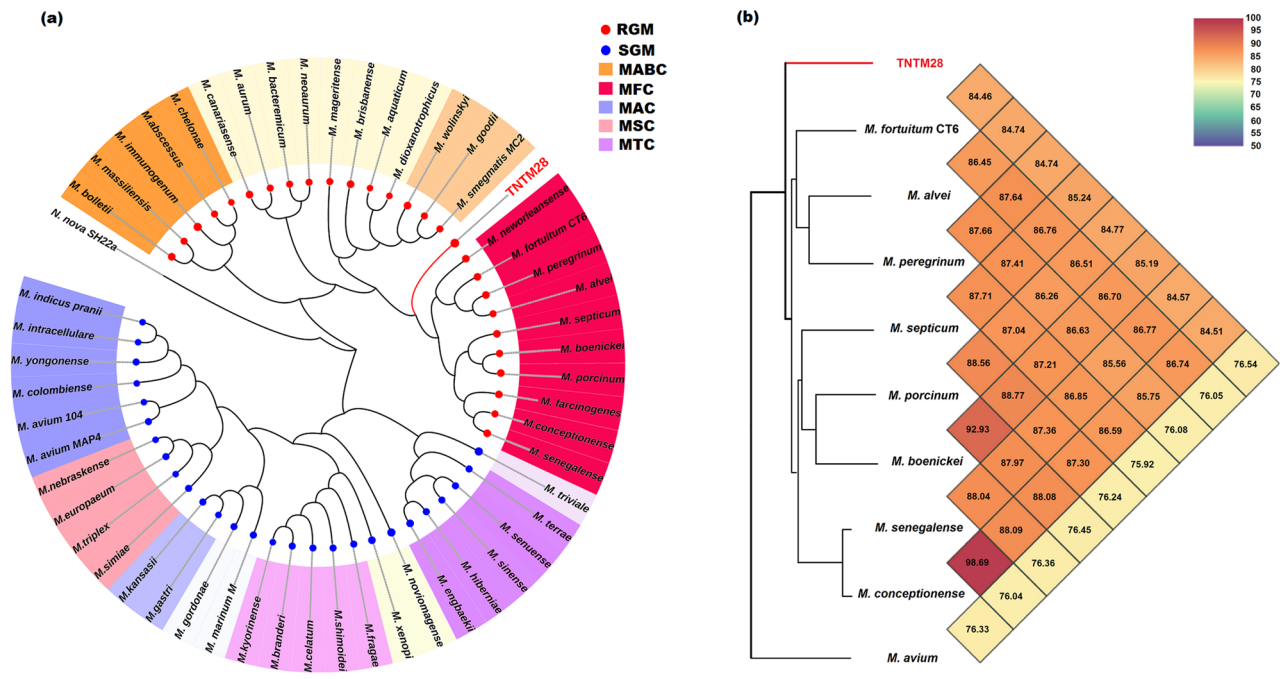 (a)
RGM
SGM
MABC
MFC
MAC
MSC
MTC
N. nova SH22a
M. bolletii
M. massiliensis
M. immunogenum
M.abscessus
M. chelonae
M. canariasense
M. aurum
M. bacteremicum
M. neoaurum
M. mageritense
M. brisbanense
M. aquaticum
M. dioxanotrophicus
M. wolinskyi
M. goodii
M. smegmatis MC2
TNTM28
M. neworleansense
M. fortuitum CT6
M. peregrinum
M. alvei
M. septicum
M. boenickei
M. porcinum
M. farcinogenes
M.conceptionense
M. senegalense
M. triviale
M. terrae
M. senuense
M. sinense
M. hiberniae
M. engbaekii
M. noviomagense
M. xenopi
M.fragae
M.shimoidei
M.celatum
M.branderi
M.kyorinense
M. marinum M
M. gordonae
M.gastri
M.kansasii
M.simiae
M.triplex
M.europaeum
M.nebraskense
M. avium MAP4
M. avium 104
M. colombiense
M. yongonense
M. intracellulare
M. indicus pranii
(b)
100
95
90
85
80
75
70
65
60
55
50
TNTM28
84.46
M. fortuitum CT6
84.74
86.45
84.74
M. alvei
87.64
85.24
87.66
86.76
84.77
M. peregrinum
87.41
86.51
85.19
87.71
86.26
86.70
84.57
M. septicum
87.04
86.63
86.77
84.51
88.56
87.21
85.56
86.74
76.54
M. porcinum
88.77
86.85
85.75
76.05
92.93
87.36
86.59
76.08
M. boenickei
87.97
87.30
75.92
88.04
88.08
76.24
M. senegalense
88.09
76.45
98.69
76.36
M. conceptionense
76.04
76.33
M. avium